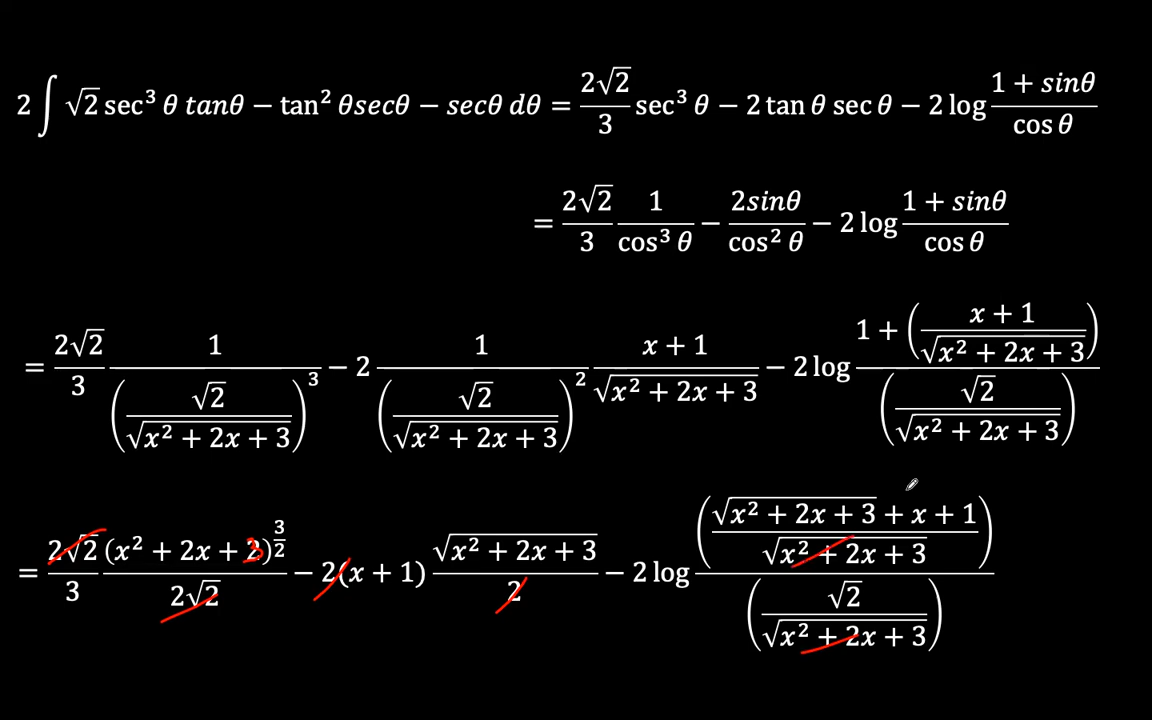 2∫ √2 sec³ θ tanθ − tan² θsecθ − secθ dθ = (2√2)/3 sec³ θ − 2 tan θ sec θ − 2 log (1 + sinθ)/(cos θ)
= (2√2)/3 1/(cos³ θ) − (2sinθ)/(cos² θ) − 2 log (1 + sinθ)/(cos θ)
= (2√2)/3 1/((√2)/(√(x² + 2x + 3)))³ − 2 1/((√2)/(√(x² + 2x + 3)))² (x + 1)/(√(x² + 2x + 3)) − 2 log (1 + ((x + 1)/(√(x² + 2x + 3))))/((√2)/(√(x² + 2x + 3)))
= (2√2)/3 ((x² + 2x + 3)^(3/2))/(2√2) − 2(x + 1) (√(x² + 2x + 3))/2 − 2 log ((√(x² + 2x + 3) + x + 1)/(√(x² + 2x + 3)))/((√2)/(√(x² + 2x + 3)))